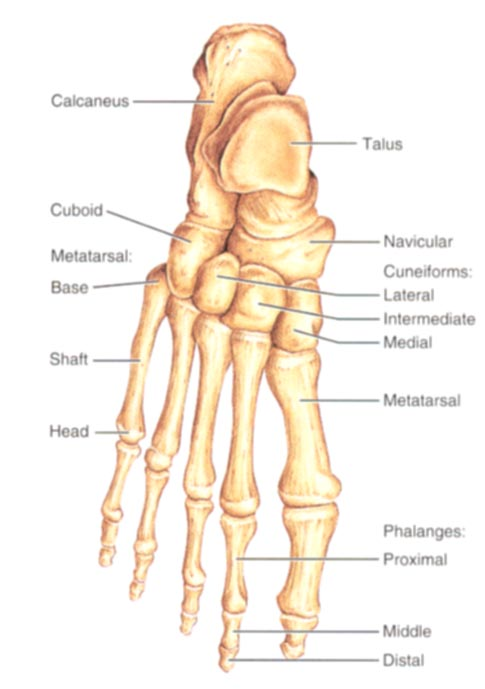 Calcaneus
Talus
Cuboid
Metatarsal:
Base
Shaft
Head
Navicular
Cuneiforms:
Lateral
Intermediate
Medial
Metatarsal
Phalanges:
Proximal
Middle
Distal